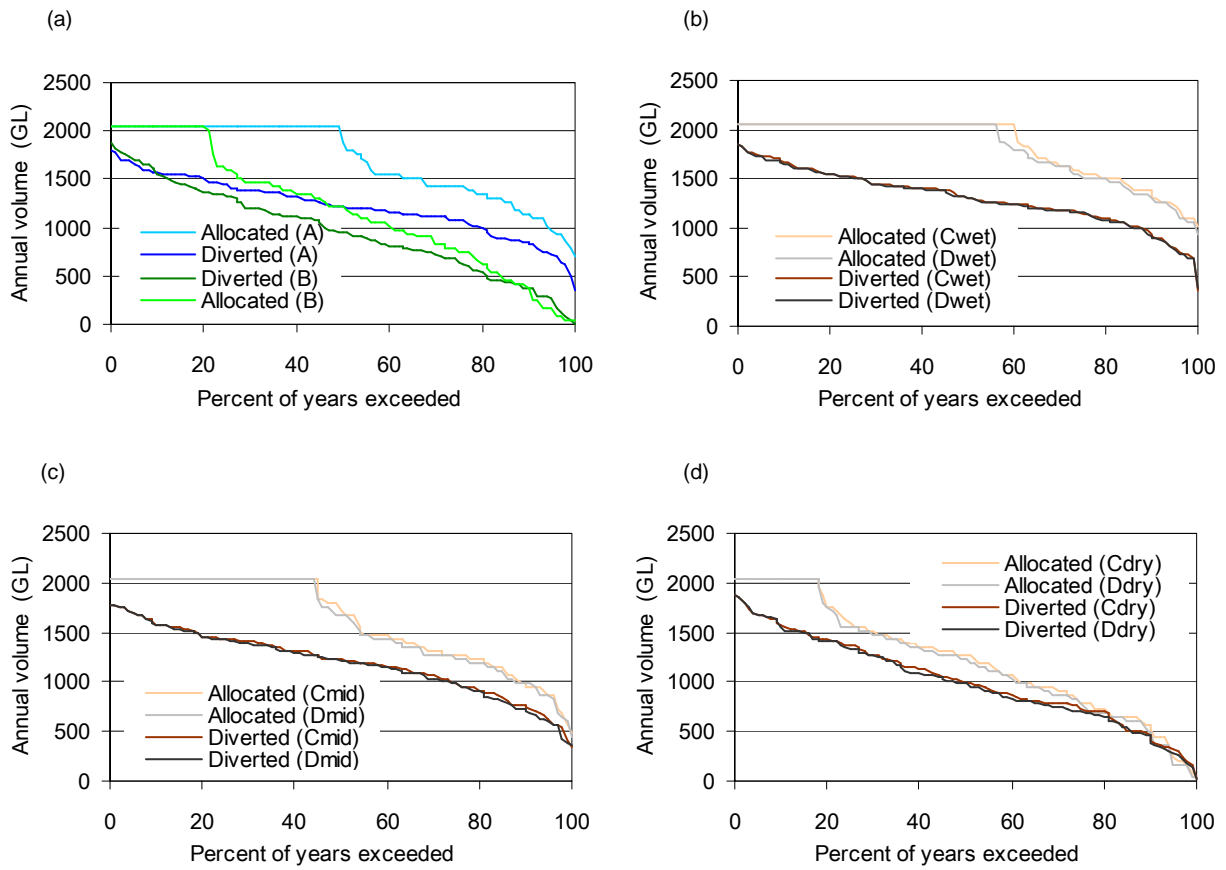 (a)
2500
2000
1500
1000
500
0
Annual volume (GL)
Allocated (A)
Diverted (A)
Diverted (B)
Allocated (B)
0 20 40 60 80 100
Percent of years exceeded
(b)
2500
2000
1500
1000
500
0
Annual volume (GL)
Allocated (Cwet)
Allocated (Dwet)
Diverted (Cwet)
Diverted (Dwet)
0 20 40 60 80 100
Percent of years exceeded
(c)
2500
2000
1500
1000
500
0
Annual volume (GL)
Allocated (Cmid)
Allocated (Dmid)
Diverted (Cmid)
Diverted (Dmid)
0 20 40 60 80 100
Percent of years exceeded
(d)
2500
2000
1500
1000
500
0
Annual volume (GL)
Allocated (Cdry)
Allocated (Ddry)
Diverted (Cdry)
Diverted (Ddry)
0 20 40 60 80 100
Percent of years exceeded